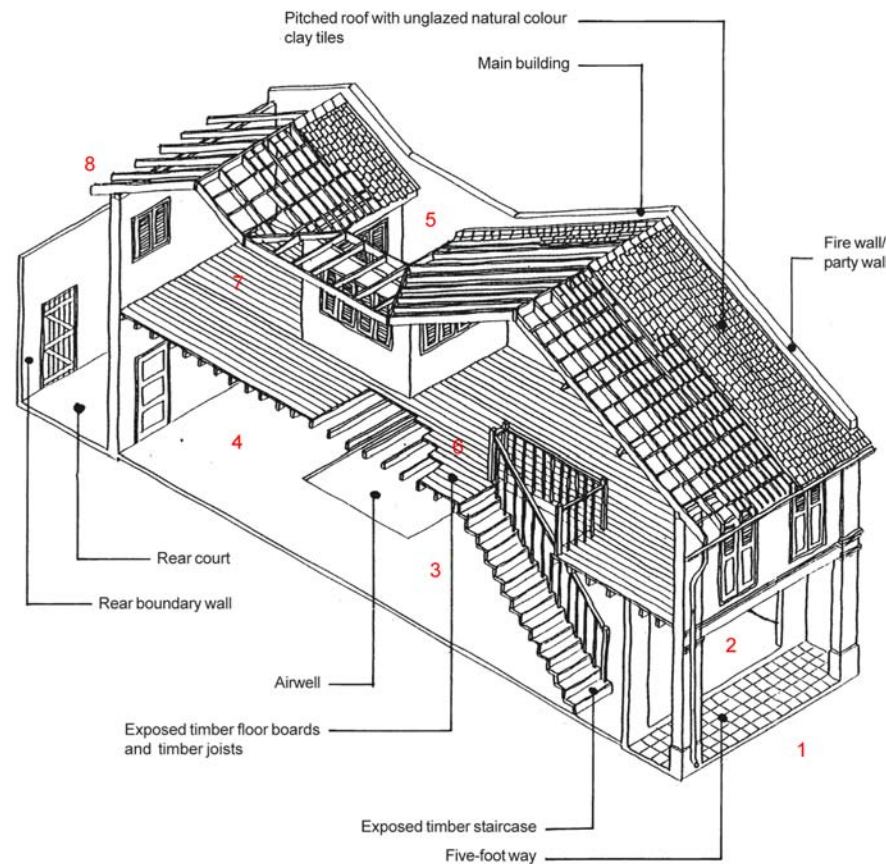 Pitched roof with unglazed natural colour
clay tiles
Main building
8
5
Fire wall/
party wall
7
6
4
Rear court
3
Rear boundary wall
2
Airwell
1
Exposed timber floor boards
and timber joists
Exposed timber staircase
Five-foot way